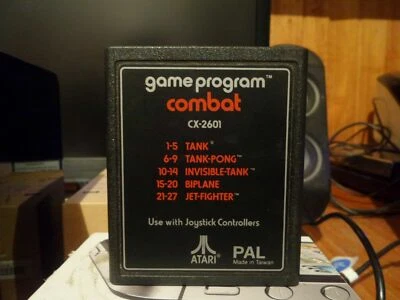 game program™
combat
CX-2601
1-5 TANK®
6-9 TANK-PONG™
10-14 INVISIBLE-TANK™
15-20 BIPLANE
21-27 JET-FIGHTER™
Use with Joystick Controllers
ATARI® PAL
Made in Taiwan